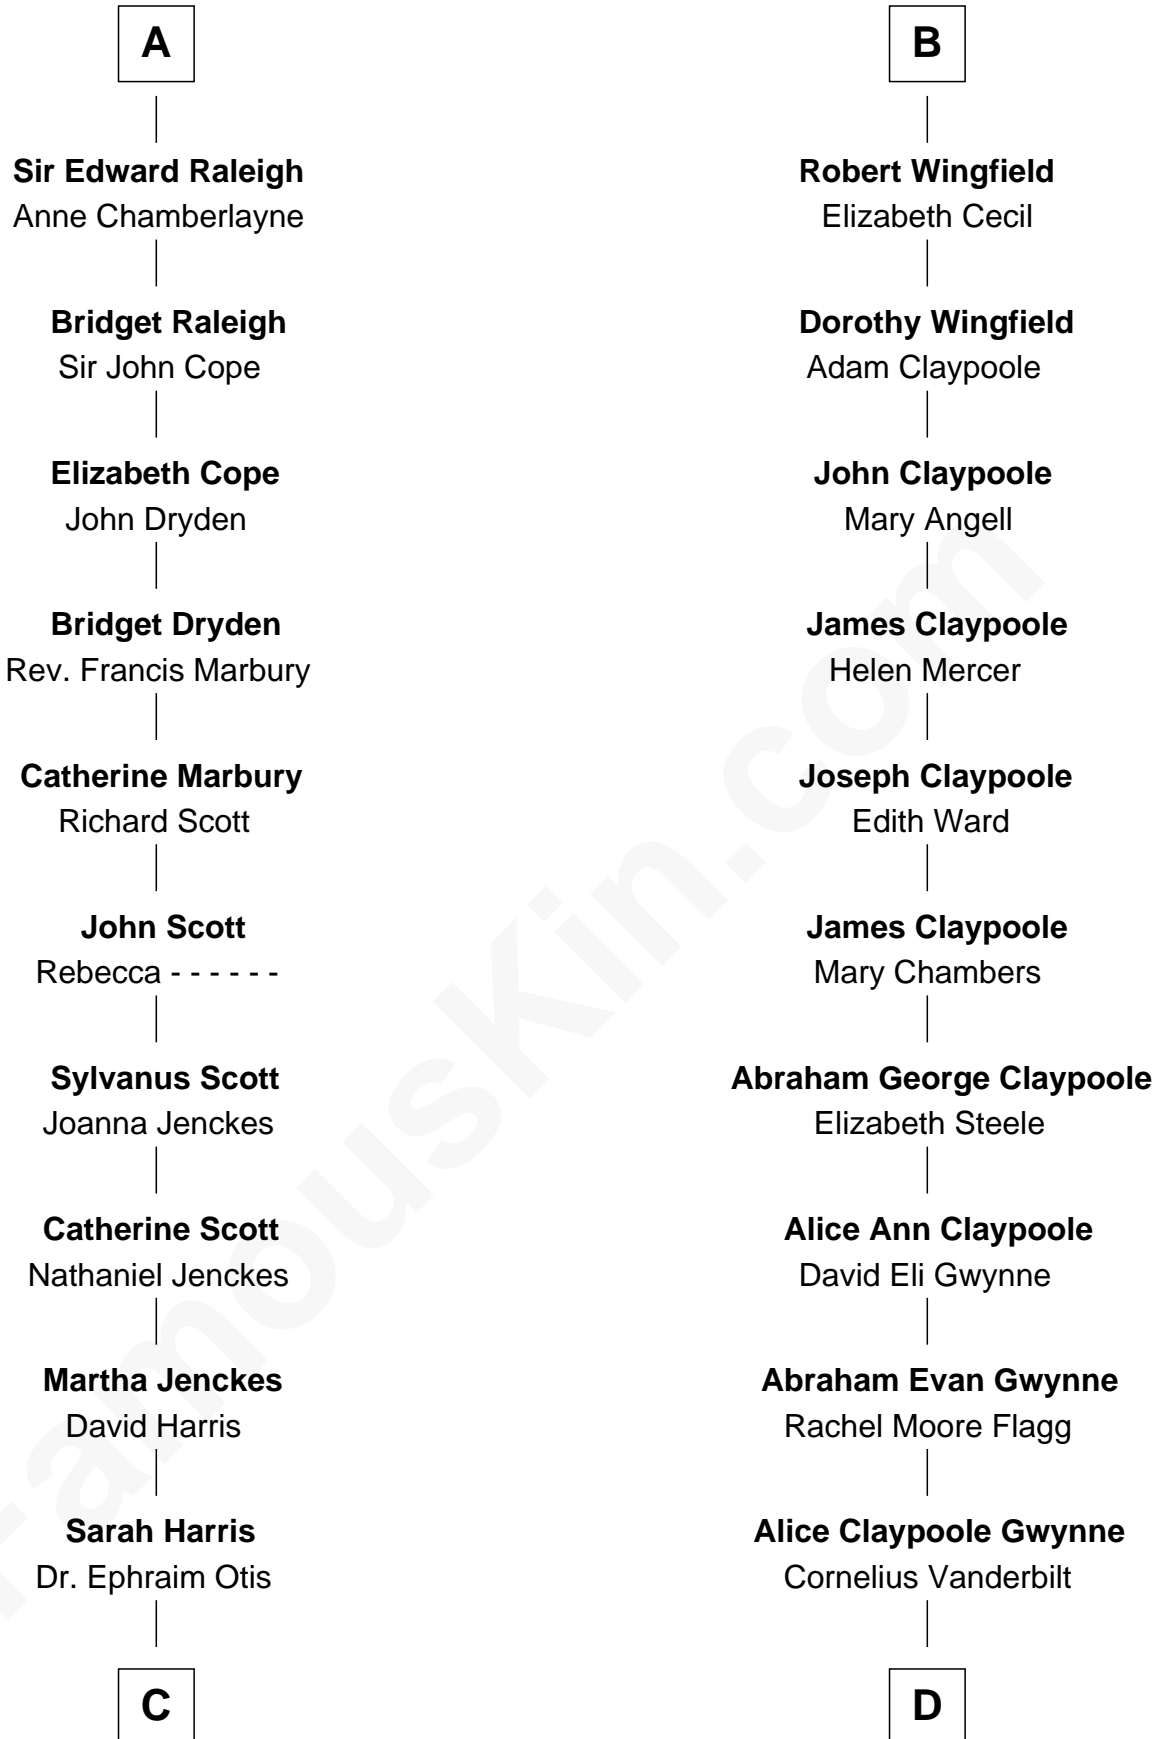 A
Sir Edward Raleigh
Anne Chamberlayne
Bridget Raleigh
Sir John Cope
Elizabeth Cope
John Dryden
Bridget Dryden
Rev. Francis Marbury
Catherine Marbury
Richard Scott
John Scott
Rebecca - - - - - -
Sylvanus Scott
Joanna Jenckes
Catherine Scott
Nathaniel Jenckes
Martha Jenckes
David Harris
Sarah Harris
Dr. Ephraim Otis
C
B
Robert Wingfield
Elizabeth Cecil
Dorothy Wingfield
Adam Claypoole
John Claypoole
Mary Angell
James Claypoole
Helen Mercer
Joseph Claypoole
Edith Ward
James Claypoole
Mary Chambers
Abraham George Claypoole
Elizabeth Steele
Alice Ann Claypoole
David Eli Gwynne
Abraham Evan Gwynne
Rachel Moore Flagg
Alice Claypoole Gwynne
Cornelius Vanderbilt
D
FamousKin.com